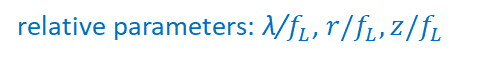 relative parameters: λ/f_L, r/f_L, z/f_L